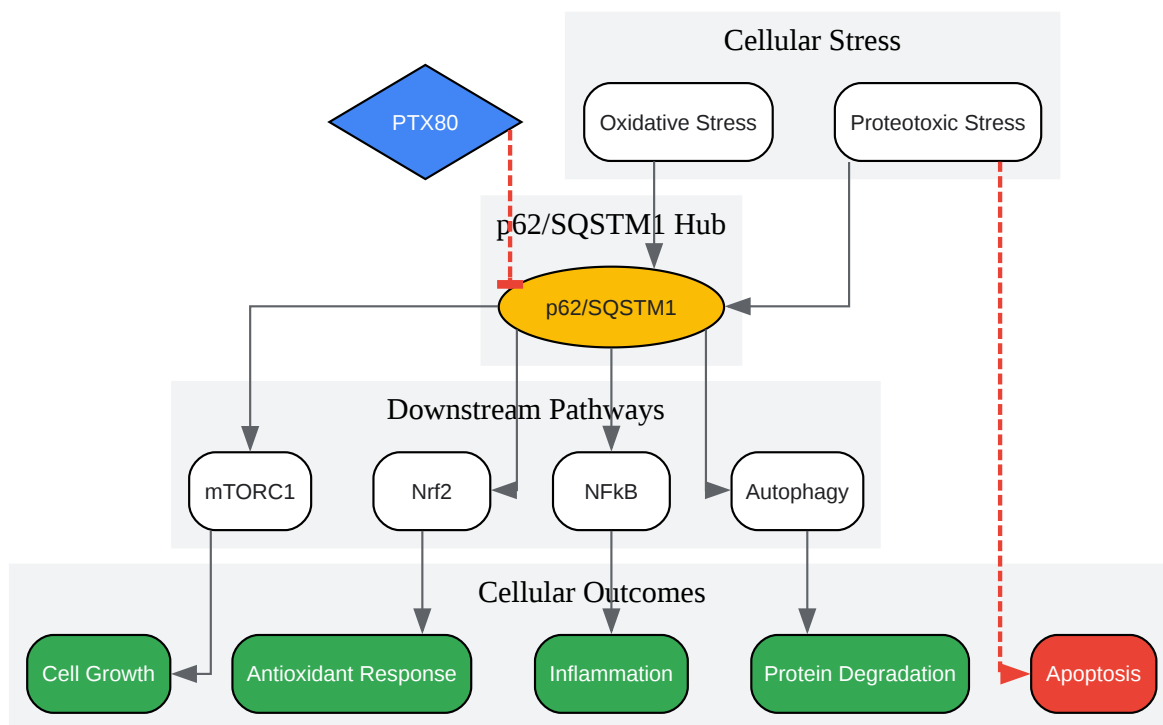 Cellular Stress
PTX80
Oxidative Stress
Proteotoxic Stress
p62/SQSTM1 Hub
p62/SQSTM1
Downstream Pathways
mTORC1
Nrf2
NFkB
Autophagy
Cellular Outcomes
Cell Growth
Antioxidant Response
Inflammation
Protein Degradation
Apoptosis